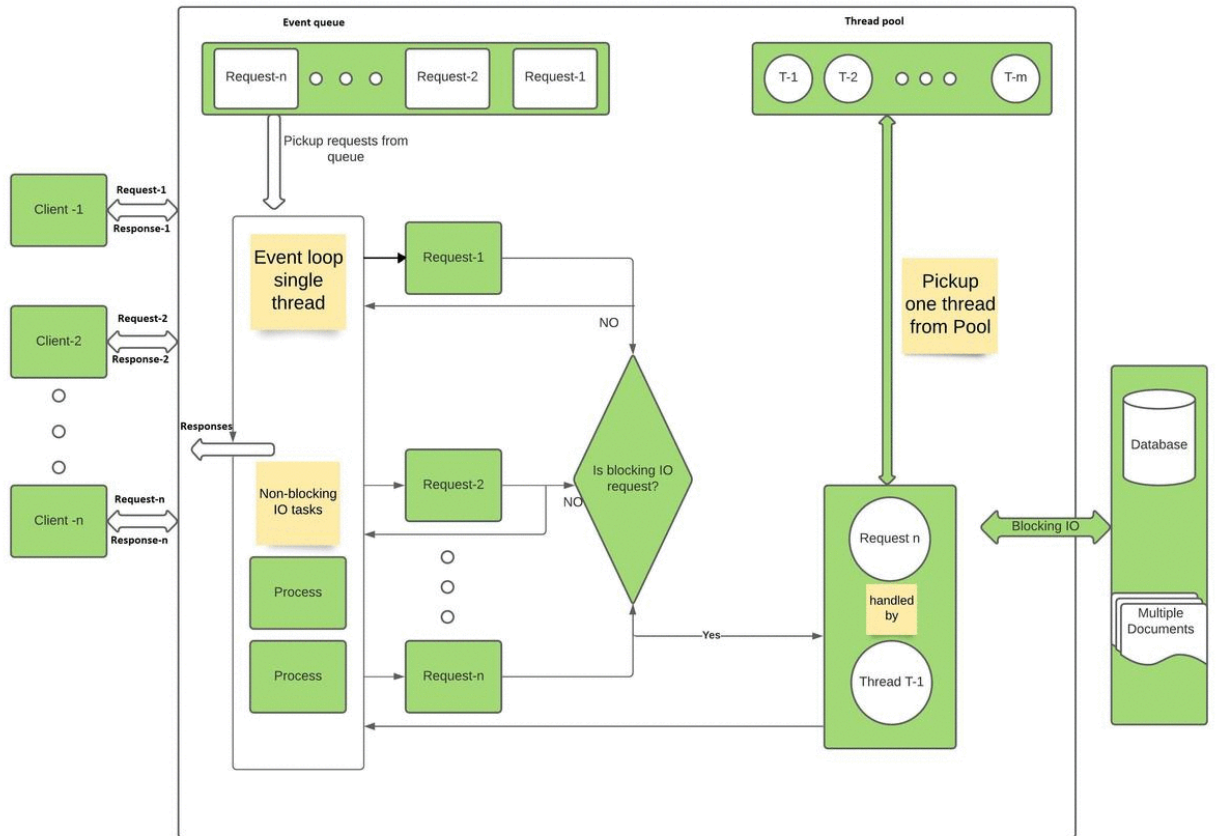 Event queue
Thread pool
Request-n
Request-2
Request-1
T-1
T-2
T-m
Pickup requests from
queue
Client -1
Request-1
Response-1
Event loop
single
thread
Request-1
Pickup
one thread
from Pool
Client-2
Request-2
Response-2
NO
Responses
Non-blocking
IO tasks
Request-2
NO
Is blocking IO
request?
Database
Client -n
Request-n
Response-n
Request n
Blocking IO
Process
handled
by
Multiple
Documents
Process
Request-n
Yes
Thread T-1